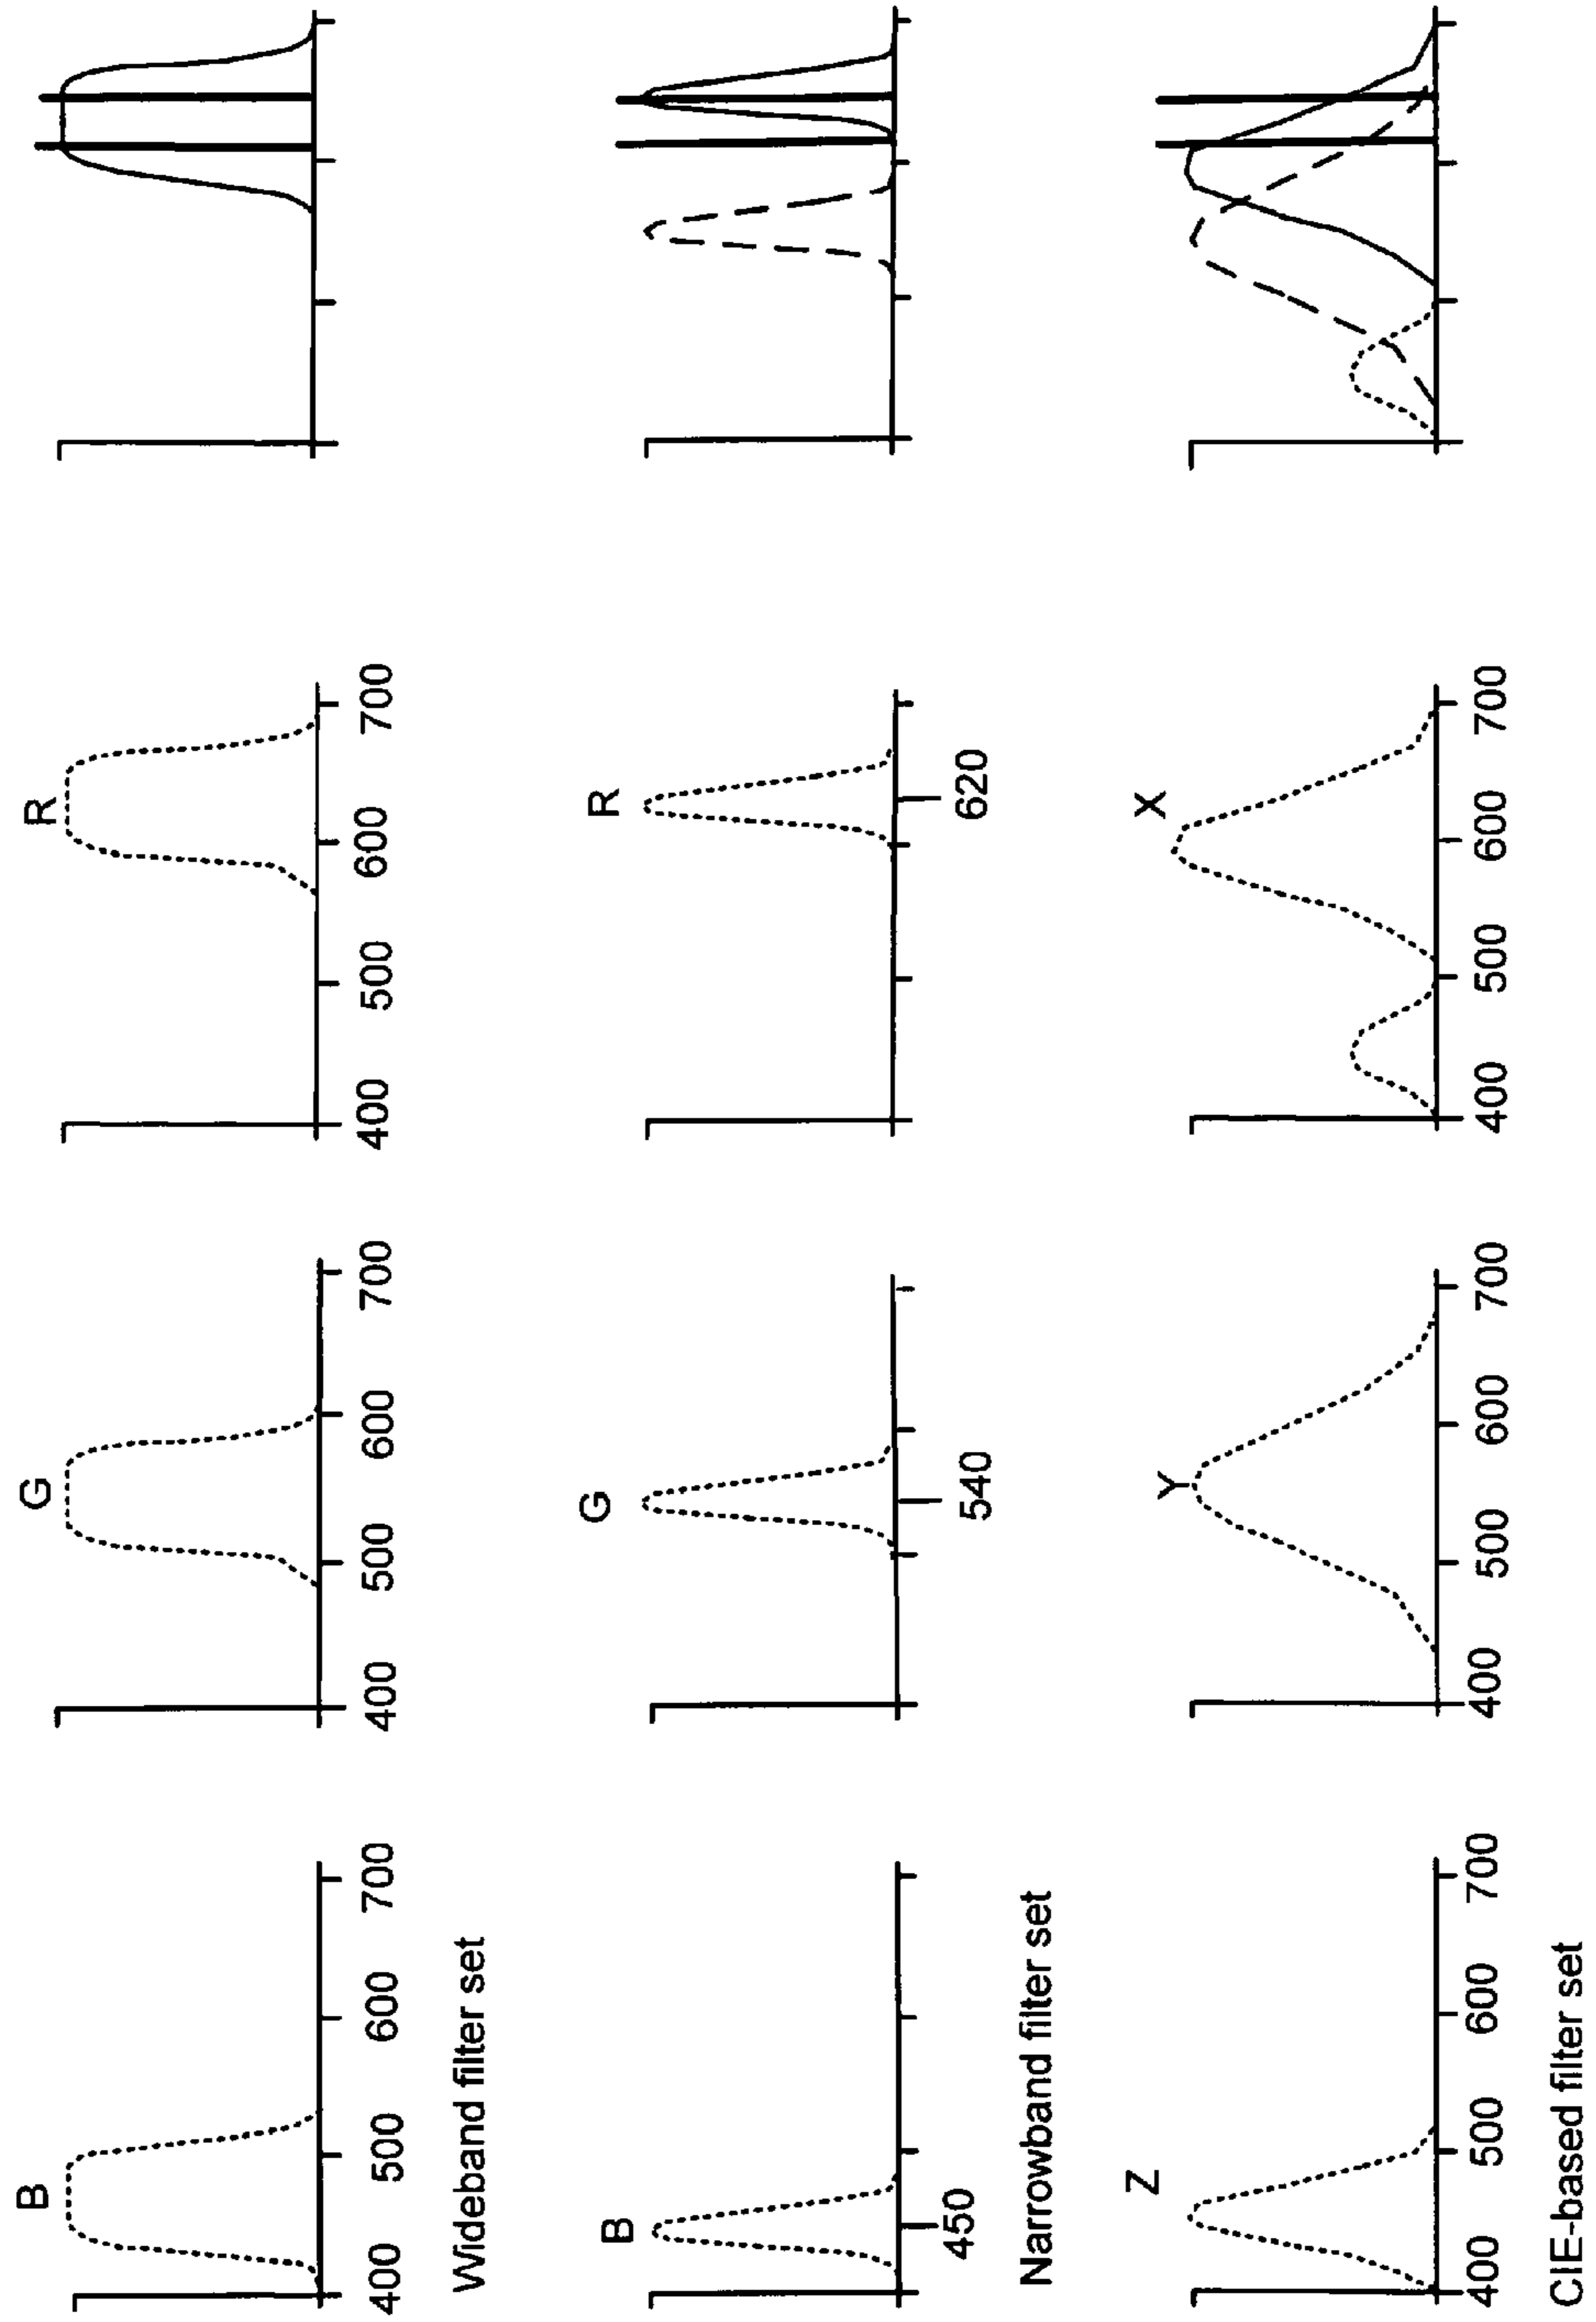 B G R
400 500 600 700 400 500 600 700 400 500 600 700
Wideband filter set
B G R
450 540 620
Narrowband filter set
Z Y X
400 500 600 700 400 500 600 700 400 500 600 700
CIE-based filter set